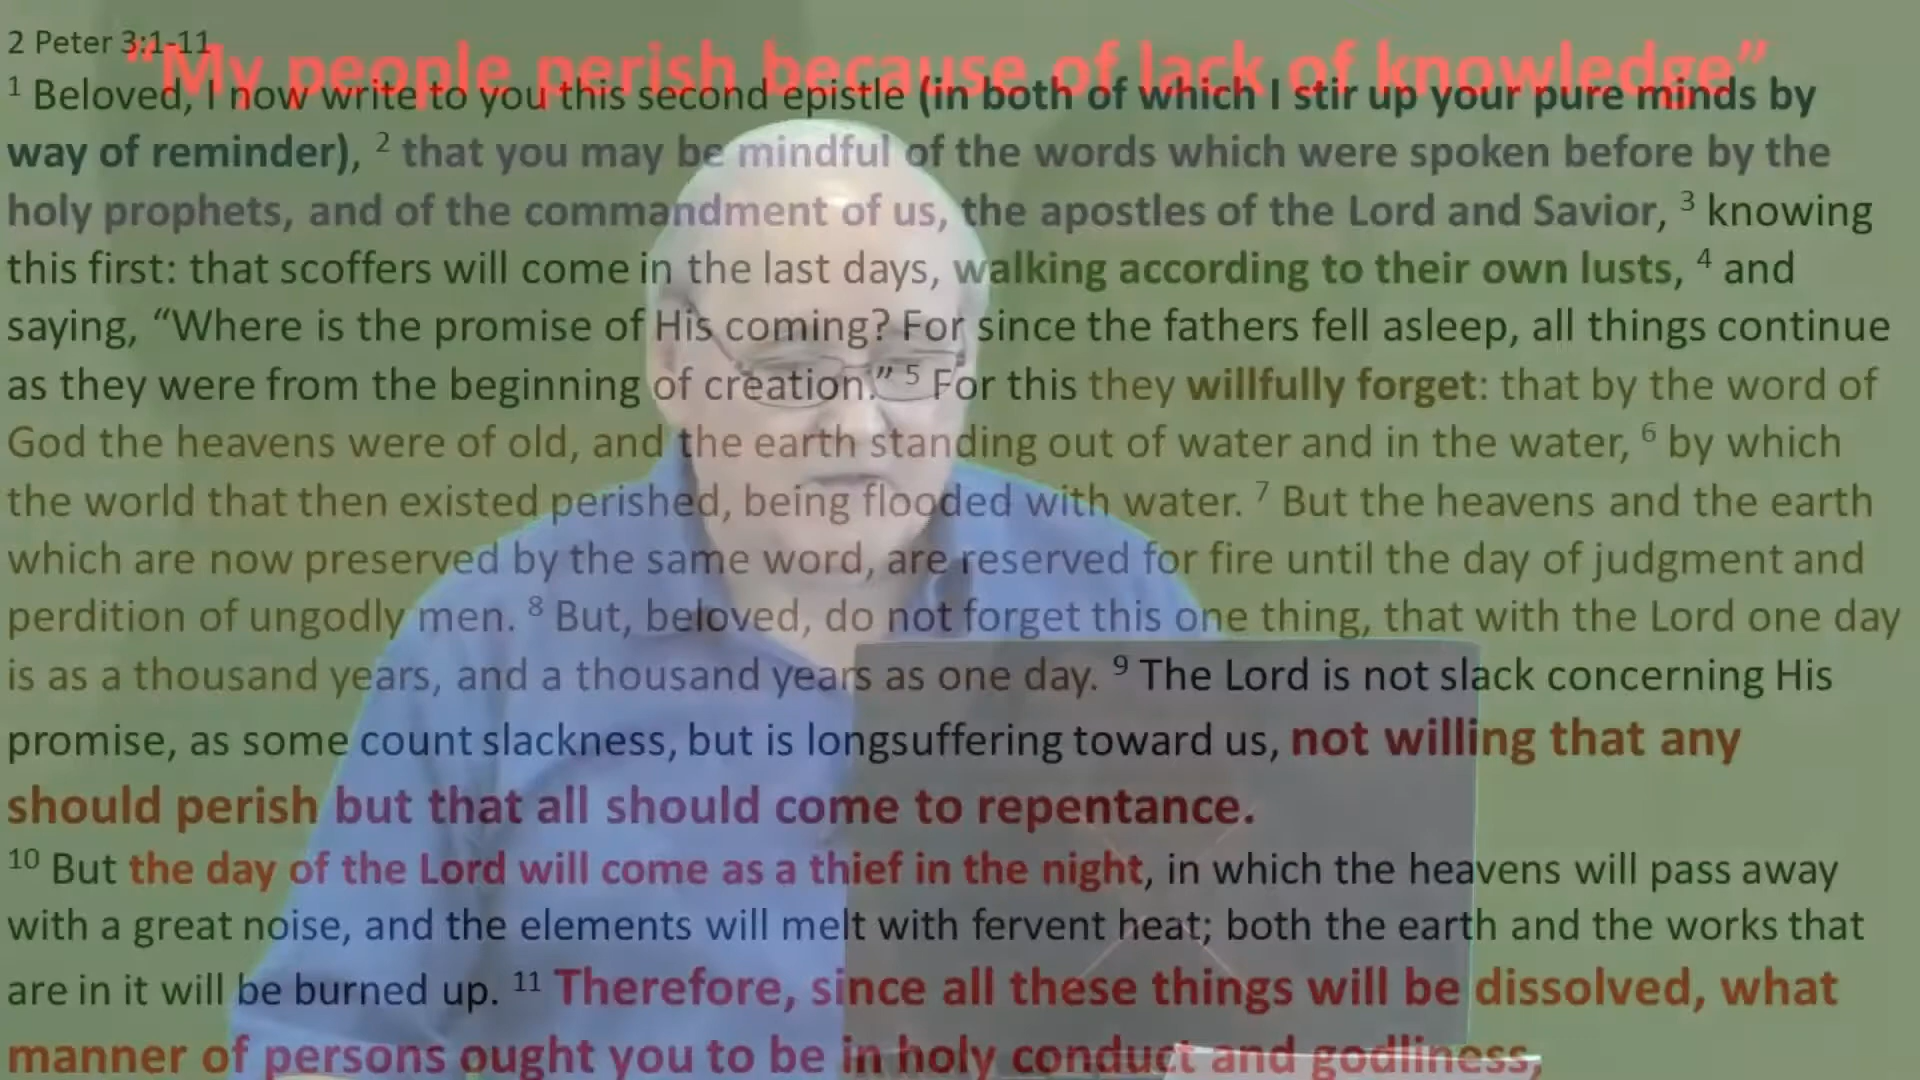 2 Peter 3:1-11
“My people perish because of lack of knowledge”
1 Beloved, I now write to you this second epistle (in both of which I stir up your pure minds by
way of reminder), 2 that you may be mindful of the words which were spoken before by the
holy prophets, and of the commandment of us, the apostles of the Lord and Savior, 3 knowing
this first: that scoffers will come in the last days, walking according to their own lusts, 4 and
saying, “Where is the promise of His coming? For since the fathers fell asleep, all things continue
as they were from the beginning of creation.” 5 For this they willfully forget: that by the word of
God the heavens were of old, and the earth standing out of water and in the water, 6 by which
the world that then existed perished, being flooded with water. 7 But the heavens and the earth
which are now preserved by the same word, are reserved for fire until the day of judgment and
perdition of ungodly men. 8 But, beloved, do not forget this one thing, that with the Lord one day
is as a thousand years, and a thousand years as one day. 9 The Lord is not slack concerning His
promise, as some count slackness, but is longsuffering toward us, not willing that any
should perish but that all should come to repentance.
10 But the day of the Lord will come as a thief in the night, in which the heavens will pass away
with a great noise, and the elements will melt with fervent heat; both the earth and the works that
are in it will be burned up. 11 Therefore, since all these things will be dissolved, what
manner of persons ought you to be in holy conduct and godliness,